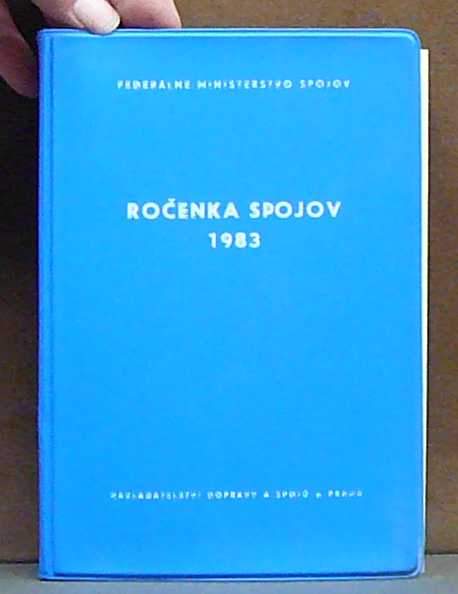 FEDERÁLNE MINISTERSTVO SPOJOV
ROČENKA SPOJOV
1983
NAKLADATELSTVÍ DOPRAVY A SPOJŮ • PRAHA